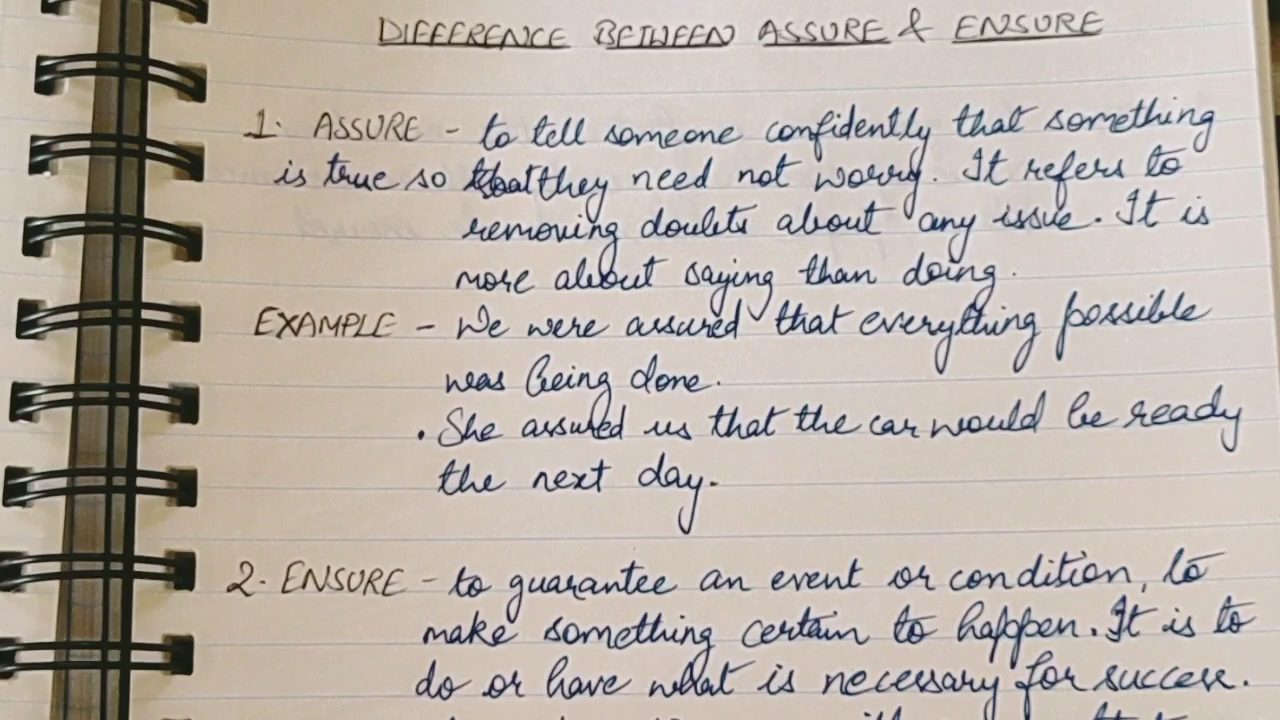 DIFFERENCE BETWEEN ASSURE & ENSURE
1. ASSURE - to tell someone confidently that something
is true so that they need not worry. It refers to
removing doubts about any issue. It is
more about saying than doing.
EXAMPLE - We were assured that everything possible
was being done.
• She assured us that the car would be ready
the next day.
2. ENSURE - to guarantee an event or condition, to
make something certain to happen. It is to
do or have what is necessary for success.